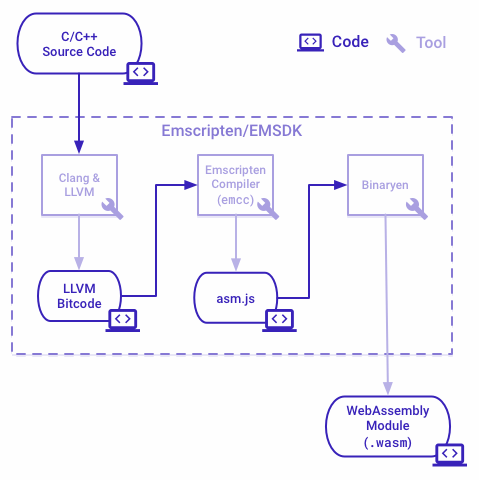 C/C++
Source Code
Code
Tool
Emscripten/EMSDK
Clang &
LLVM
Emscripten
Compiler
(emcc)
Binaryen
LLVM
Bitcode
asm.js
WebAssembly
Module
(.wasm)